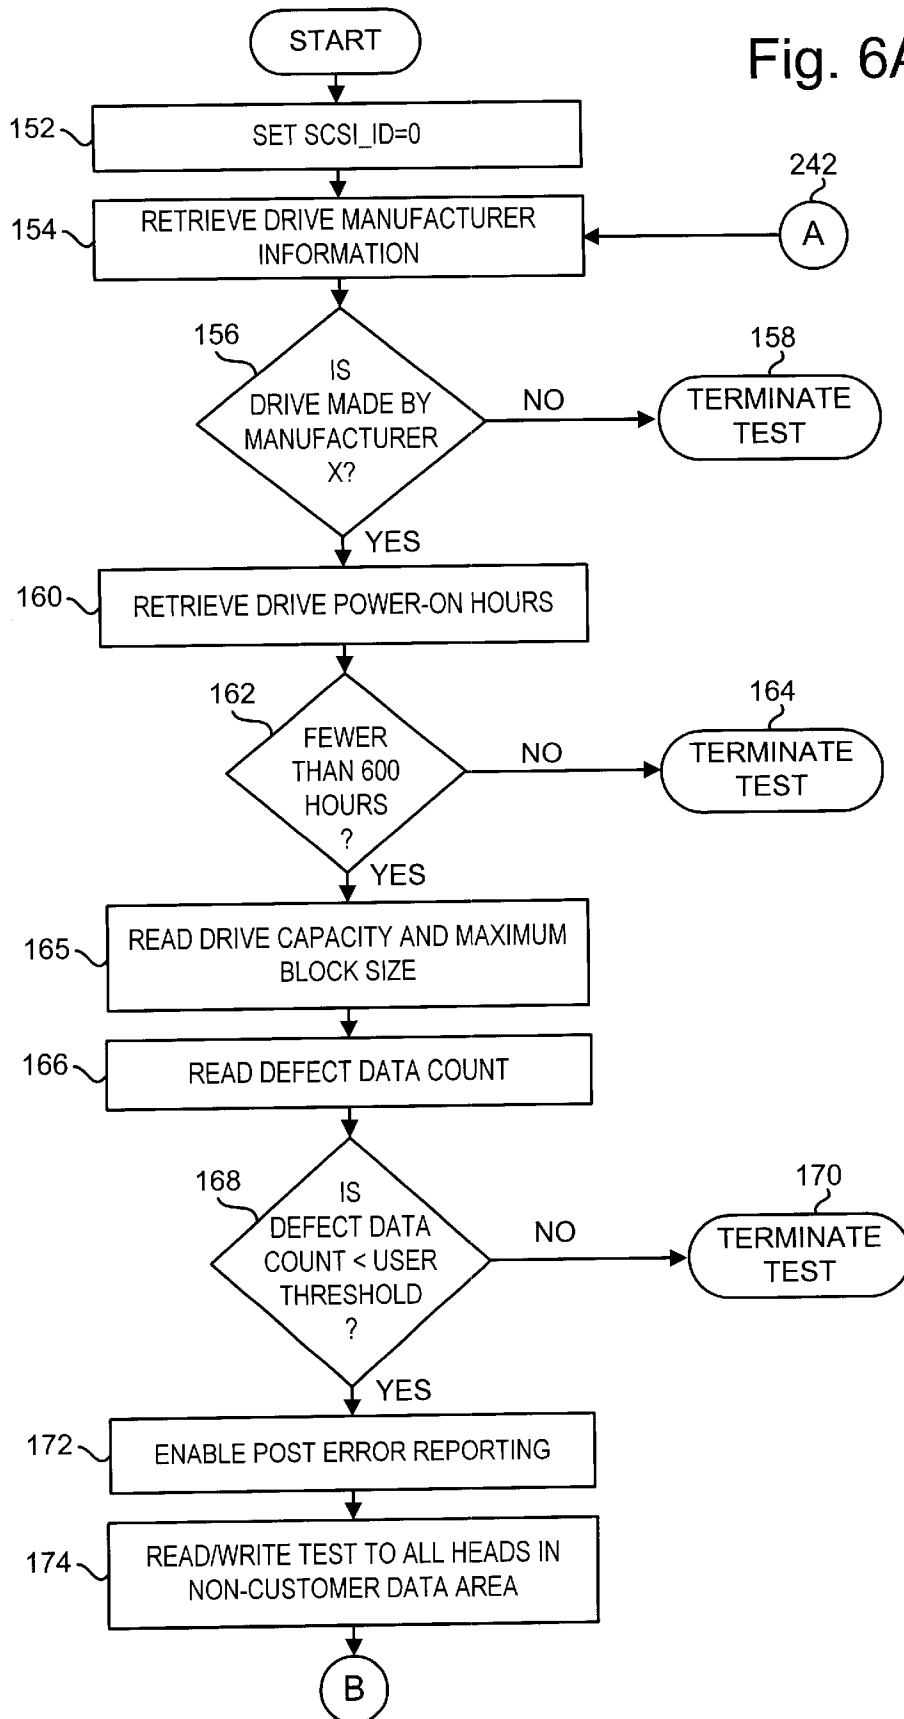 START
Fig. 6A
152
SET SCSI_ID=0
242
154
RETRIEVE DRIVE MANUFACTURER
INFORMATION
A
156
IS
DRIVE MADE BY
MANUFACTURER
X?
NO
158
TERMINATE
TEST
YES
160
RETRIEVE DRIVE POWER-ON HOURS
162
FEWER
THAN 600
HOURS
?
NO
164
TERMINATE
TEST
YES
165
READ DRIVE CAPACITY AND MAXIMUM
BLOCK SIZE
166
READ DEFECT DATA COUNT
168
IS
DEFECT DATA
COUNT < USER
THRESHOLD
?
NO
170
TERMINATE
TEST
YES
172
ENABLE POST ERROR REPORTING
174
READ/WRITE TEST TO ALL HEADS IN
NON-CUSTOMER DATA AREA
B